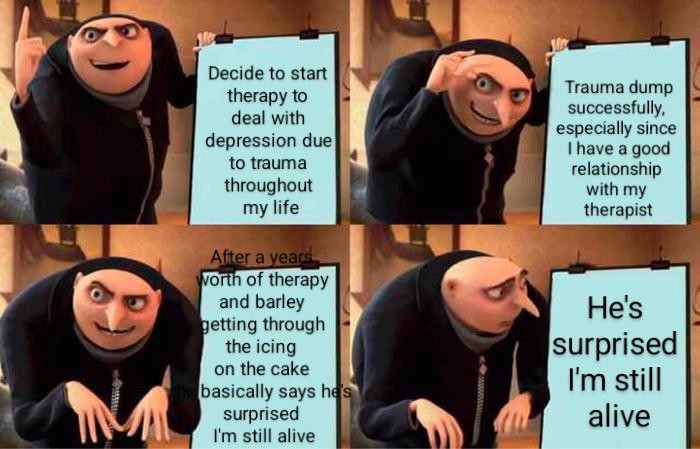 Decide to start
therapy to
deal with
depression due
to trauma
throughout
my life
Trauma dump
successfully,
especially since
I have a good
relationship
with my
therapist
After a years
worth of therapy
and barley
getting through
the icing
on the cake
he basically says he's
surprised
I'm still alive
He's
surprised
I'm still
alive